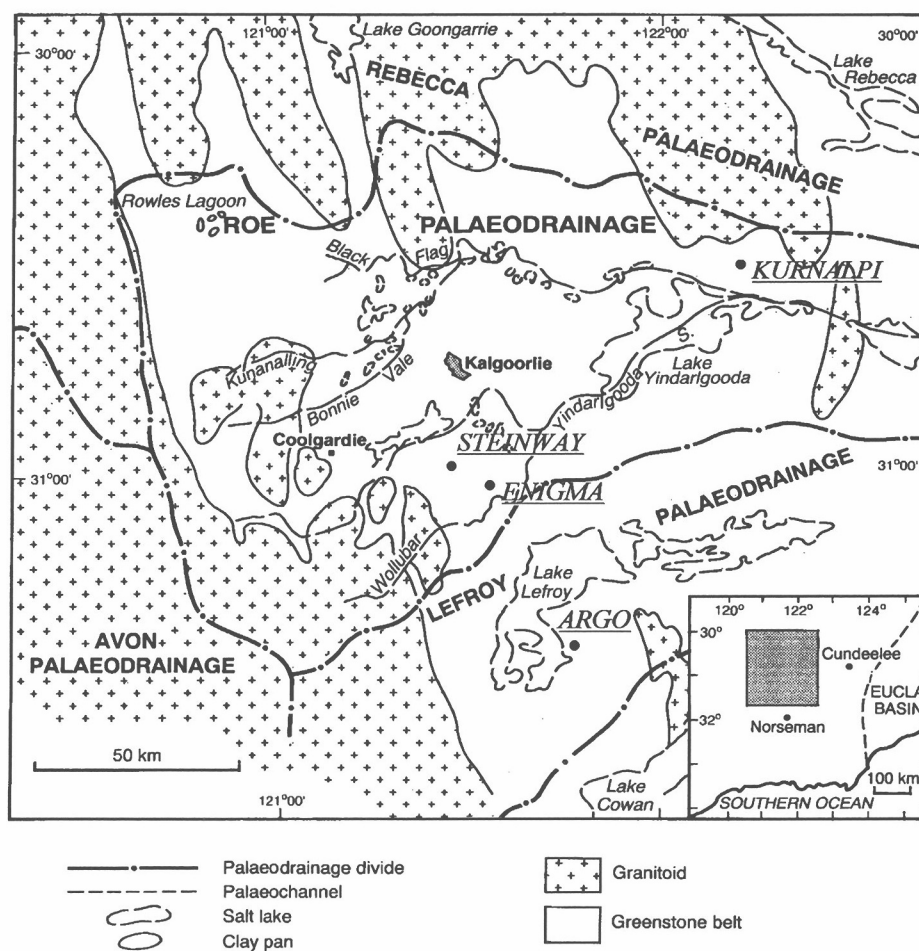 121°00'
122°00'
30°00'
30°00'
Lake Goongarrie
Lake
Rebecca
REBECCA
PALAEODRAINAGE
Rowles Lagoon
ROE
PALAEODRAINAGE
Black
Flag
KURNALPI
Kunanalling
Bonnie
Vale
Kalgoorlie
Yindarlgooda
S.
Lake
Yindarlgooda
Coolgardie
STEINWAY
31°00'
31°00'
ENIGMA
PALAEODRAINAGE
Wollubar
LEFROY
Lake
Lefroy
ARGO
AVON
PALAEODRAINAGE
50 km
121°00'
Lake
Cowan
120° 122° 124°
30°
Cundeelee
EUCLA
BASIN
32°
Norseman
100 km
SOUTHERN OCEAN
Palaeodrainage divide
Palaeochannel
Salt lake
Clay pan
Granitoid
Greenstone belt